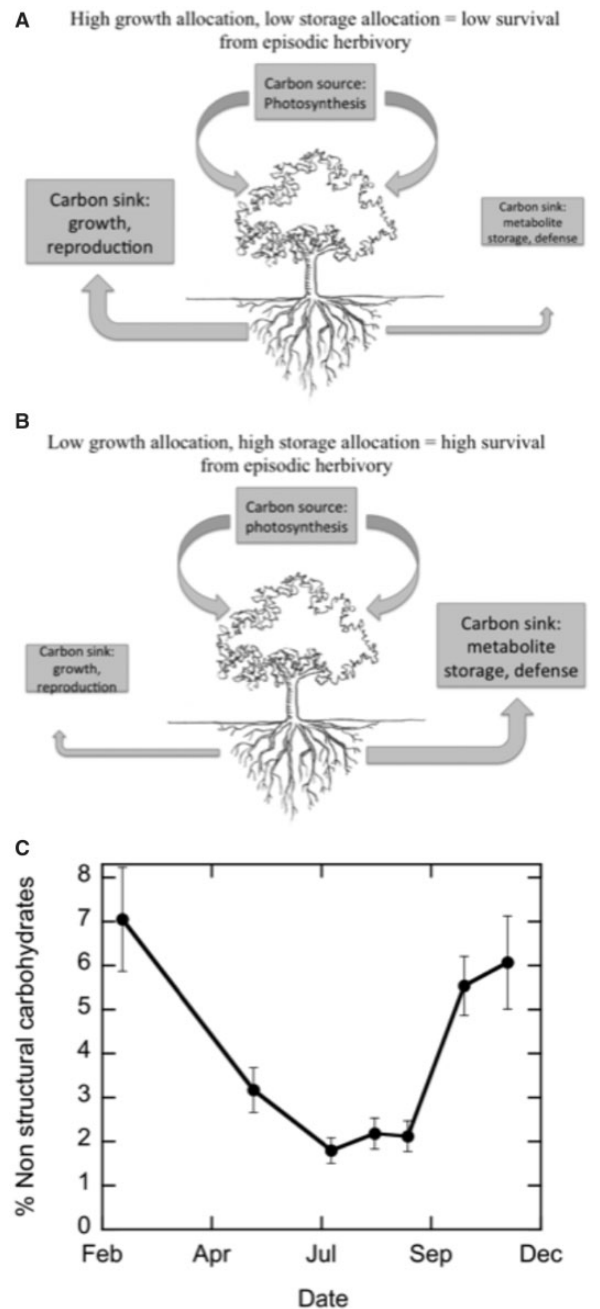 A
High growth allocation, low storage allocation = low survival
from episodic herbivory
Carbon source:
Photosynthesis
Carbon sink:
growth,
reproduction
Carbon sink:
metabolite
storage, defense
B
Low growth allocation, high storage allocation = high survival
from episodic herbivory
Carbon source:
photosynthesis
Carbon sink:
growth,
reproduction
Carbon sink:
metabolite
storage, defense
C
% Non structural carbohydrates
8
7
6
5
4
3
2
1
0
Feb Apr Jul Sep Dec
Date